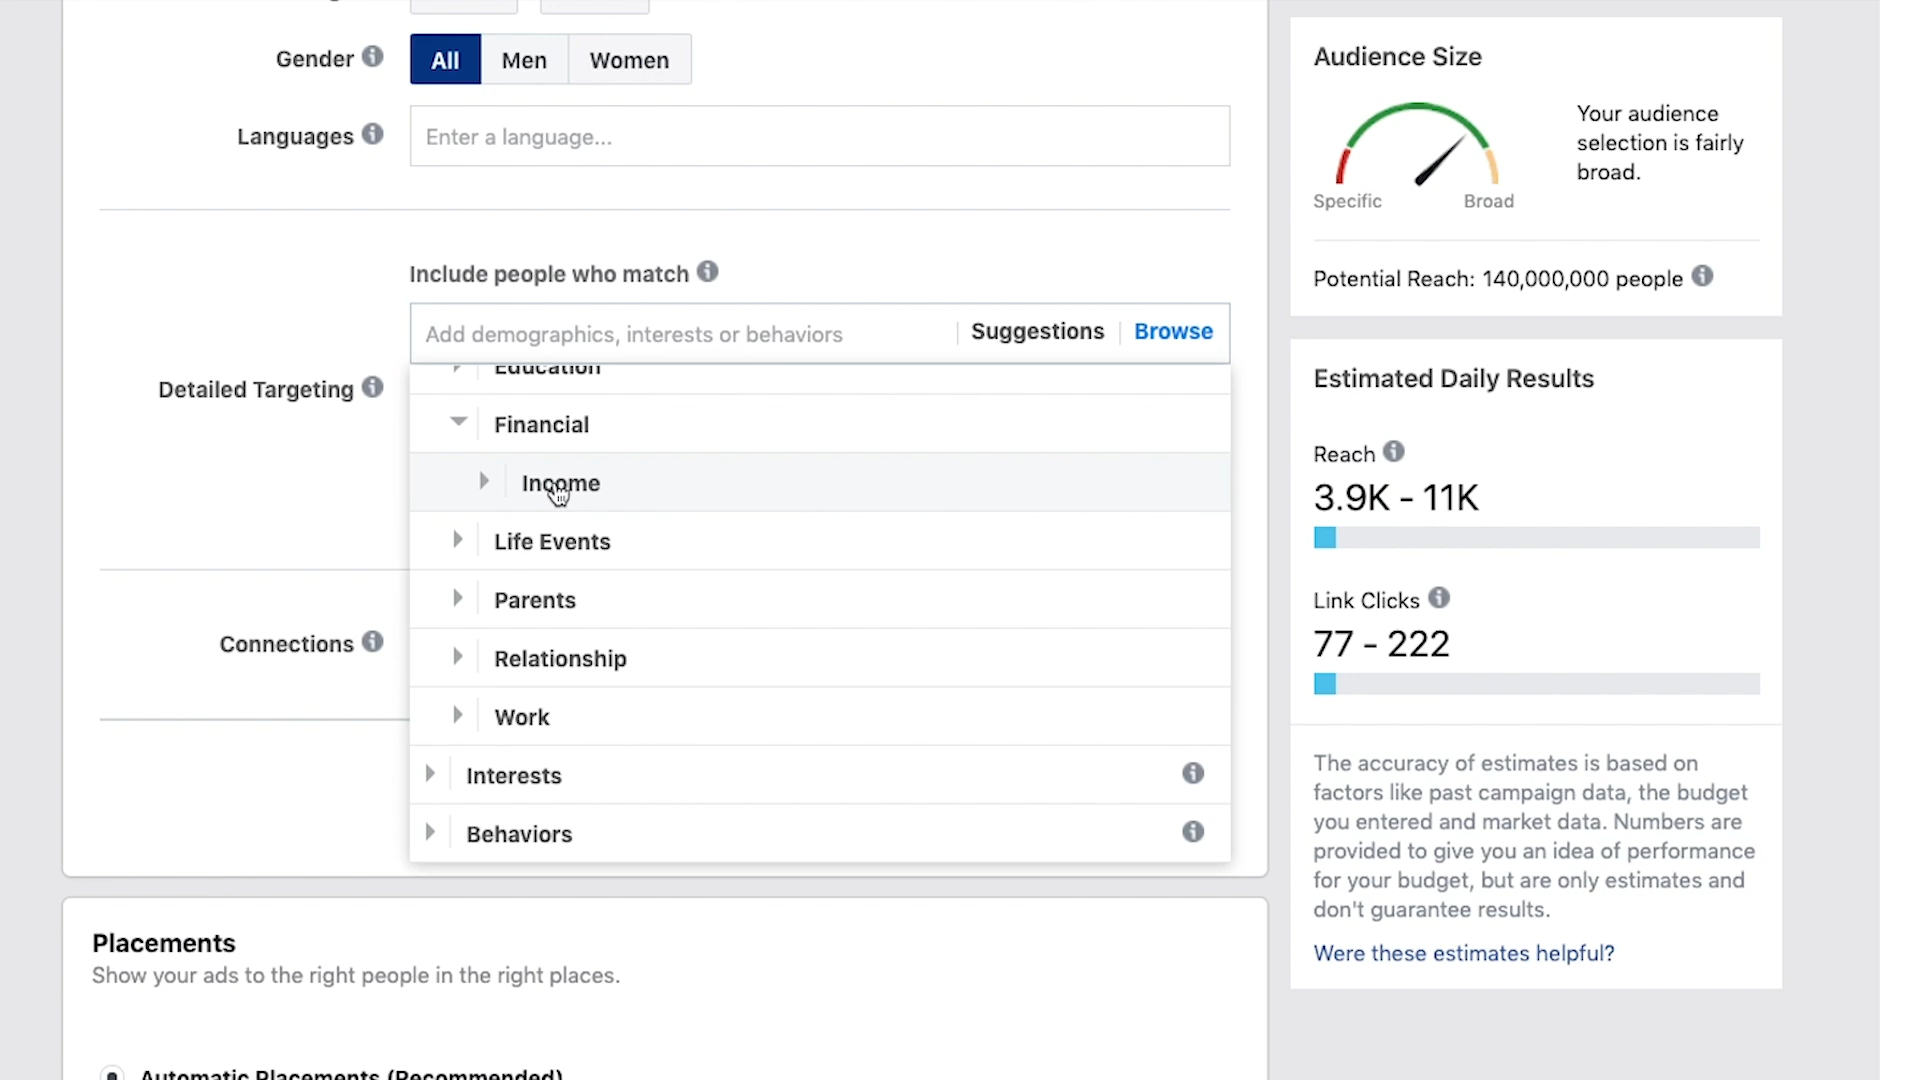 Gender
All
Men
Women
Languages
Enter a language...
Include people who match
Add demographics, interests or behaviors
Suggestions
Browse
Detailed Targeting
Education
Financial
Income
Life Events
Parents
Relationship
Work
Interests
Behaviors
Connections
Placements
Show your ads to the right people in the right places.
Automatic Placements (Recommended)
Audience Size
Your audience
selection is fairly
broad.
Specific
Broad
Potential Reach: 140,000,000 people
Estimated Daily Results
Reach
3.9K - 11K
Link Clicks
77 - 222
The accuracy of estimates is based on
factors like past campaign data, the budget
you entered and market data. Numbers are
provided to give you an idea of performance
for your budget, but are only estimates and
don't guarantee results.
Were these estimates helpful?